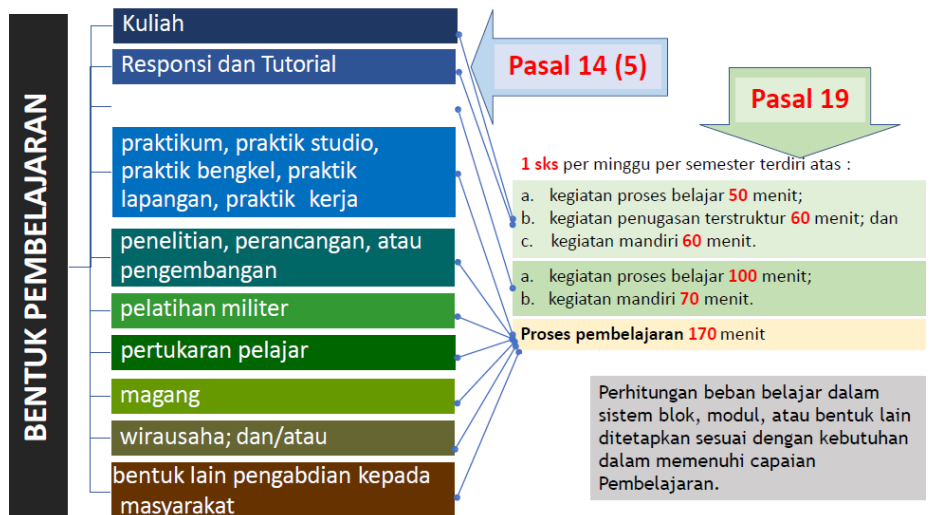 BENTUK PEMBELAJARAN
Kuliah
Responsi dan Tutorial
praktikum, praktik studio,
praktik bengkel, praktik
lapangan, praktik kerja
penelitian, perancangan, atau
pengembangan
pelatihan militer
pertukaran pelajar
magang
wirausaha; dan/atau
bentuk lain pengabdian kepada
masyarakat
Pasal 14 (5)
Pasal 19
1 sks per minggu per semester terdiri atas :
a. kegiatan proses belajar 50 menit;
b. kegiatan penugasan terstruktur 60 menit; dan
c. kegiatan mandiri 60 menit.
a. kegiatan proses belajar 100 menit;
b. kegiatan mandiri 70 menit.
Proses pembelajaran 170 menit
Perhitungan beban belajar dalam
sistem blok, modul, atau bentuk lain
ditetapkan sesuai dengan kebutuhan
dalam memenuhi capaian
Pembelajaran.